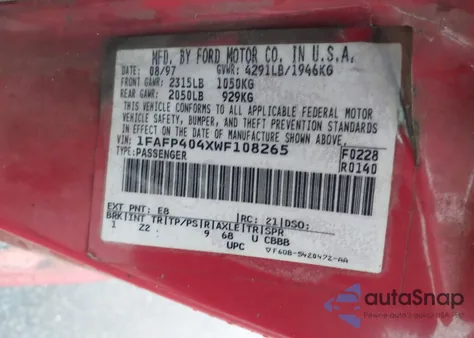 MFD. BY FORD MOTOR CO. IN U.S.A.
DATE: 08/97 GVWR: 4291LB/1946KG
FRONT GAWR: 2315LB 1050KG
REAR GAWR: 2050LB 929KG
THIS VEHICLE CONFORMS TO ALL APPLICABLE FEDERAL MOTOR
VEHICLE SAFETY, BUMPER, AND THEFT PREVENTION STANDARDS
IN EFFECT ON THE DATE OF MANUFACTURE SHOWN ABOVE.
VIN: 1FAFP404XWF108265
TYPE: PASSENGER
F0228
R0140
EXT PNT: E8 RC: 21 DSO:
BRK INT TR TP/PS R AXLE TR SPR
1 Z2 9 68 U CBBB
UPC
autoSnap